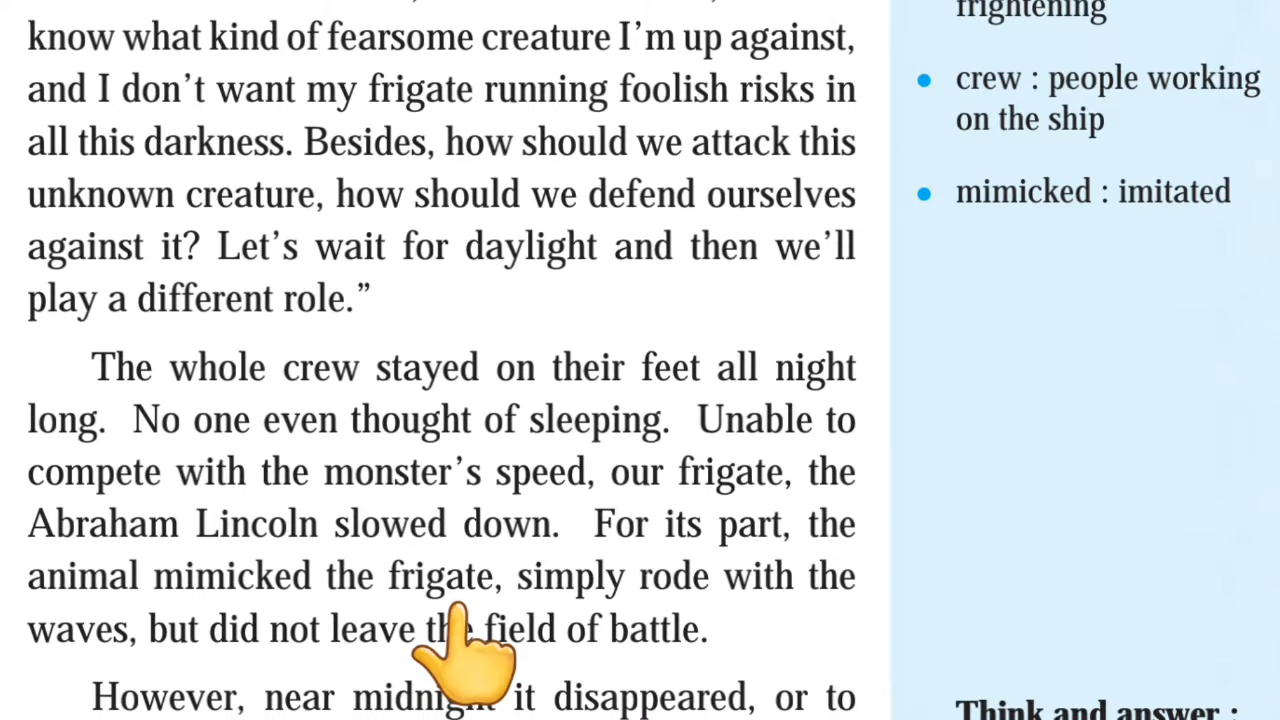 know what kind of fearsome creature I’m up against,
and I don’t want my frigate running foolish risks in
all this darkness. Besides, how should we attack this
unknown creature, how should we defend ourselves
against it? Let’s wait for daylight and then we’ll
play a different role.”
The whole crew stayed on their feet all night
long. No one even thought of sleeping. Unable to
compete with the monster’s speed, our frigate, the
Abraham Lincoln slowed down. For its part, the
animal mimicked the frigate, simply rode with the
waves, but did not leave the field of battle.
However, near midnight it disappeared, or to
frightening
• crew : people working
on the ship
• mimicked : imitated
Think and answer :